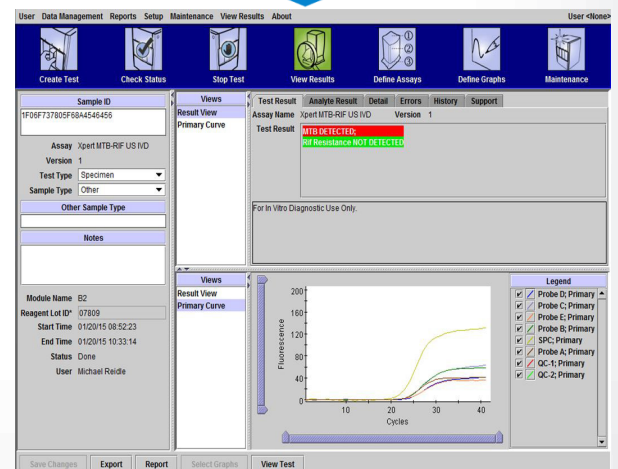 User Data Management Reports Setup Maintenance View Results About User <None>
Create Test Check Status Stop Test View Results Define Assays Define Graphs Maintenance
Sample ID
1F06F737805F68A4546456
Assay Xpert MTB-RIF US IVD
Version 1
Test Type Specimen
Sample Type Other
Other Sample Type
Notes
Module Name B2
Reagent Lot ID* 07809
Start Time 01/20/15 08:52:23
End Time 01/20/15 10:33:14
Status Done
User Michael Reidle
Views
Result View
Primary Curve
Test Result Analyte Result Detail Errors History Support
Assay Name Xpert MTB-RIF US IVD Version 1
Test Result MTB DETECTED;
Rif Resistance NOT DETECTED
For In Vitro Diagnostic Use Only.
Views
Result View
Primary Curve
Fluorescence
200
160
120
80
40
0
10 20 30 40
Cycles
Legend
Probe D; Primary
Probe C; Primary
Probe E; Primary
Probe B; Primary
SPC; Primary
Probe A; Primary
QC-1; Primary
QC-2; Primary
Save Changes Export Report Select Graphs View Test